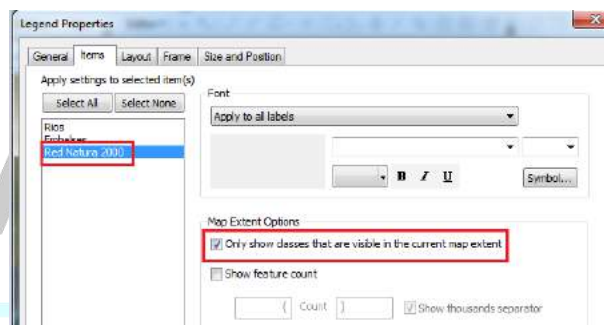 Legend Properties
General Items Layout Frame Size and Position
Apply settings to selected item(s)
Select All Select None
Rios
Embalses
Red Natura 2000
Font
Apply to all labels
B I U
Symbol...
Map Extent Options
Only show classes that are visible in the current map extent
Show feature count
( Count ) Show thousands separator